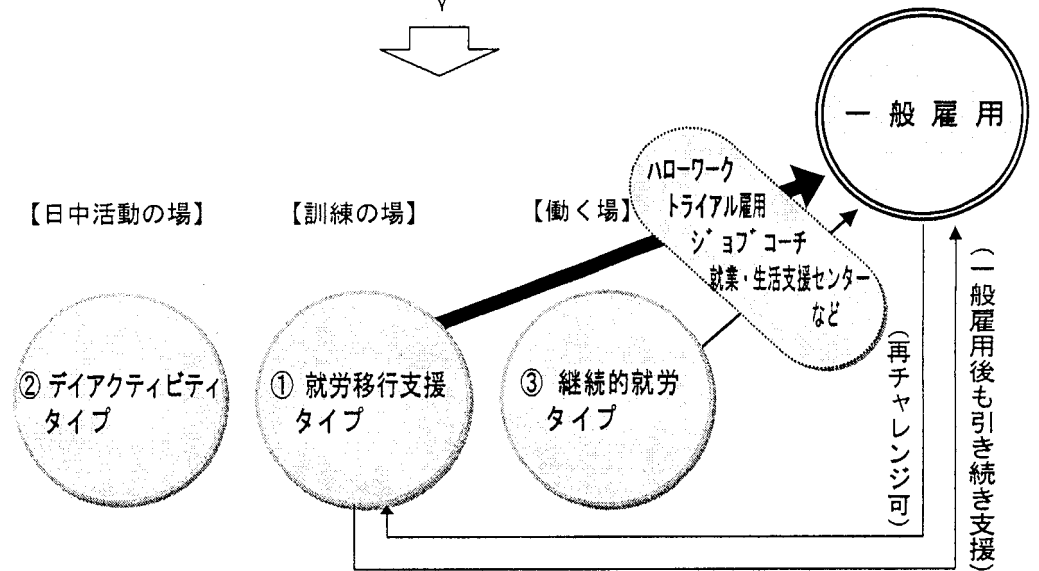 一般雇用
ハローワーク
トライアル雇用
ジョブコーチ
就業・生活支援センター
など
【日中活動の場】
【訓練の場】
【働く場】
② デイアクティビティ
タイプ
① 就労移行支援
タイプ
③ 継続的就労
タイプ
(再チャレンジ可)
(一般雇用後も引き続き支援)